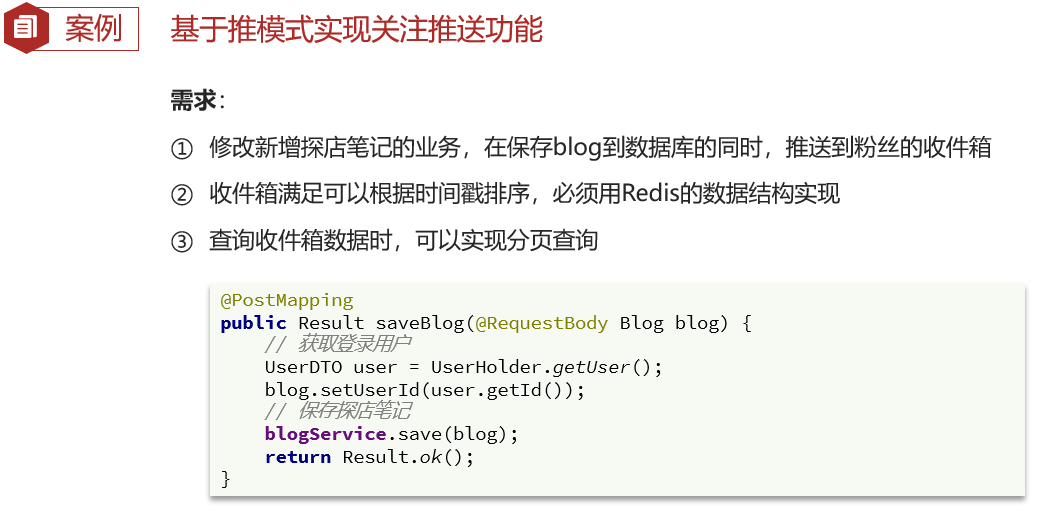 案例
基于推模式实现关注推送功能
需求：
① 修改新增探店笔记的业务，在保存blog到数据库的同时，推送到粉丝的收件箱
② 收件箱满足可以根据时间戳排序，必须用Redis的数据结构实现
③ 查询收件箱数据时，可以实现分页查询
@PostMapping
public Result saveBlog(@RequestBody Blog blog) {
    // 获取登录用户
    UserDTO user = UserHolder.getUser();
    blog.setUserId(user.getId());
    // 保存探店笔记
    blogService.save(blog);
    return Result.ok();
}